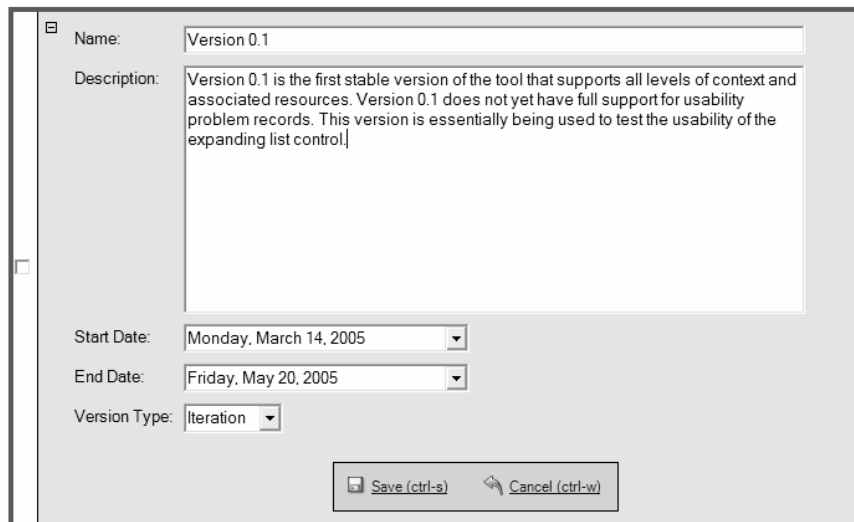 Name: Version 0.1
Description: Version 0.1 is the first stable version of the tool that supports all levels of context and
associated resources. Version 0.1 does not yet have full support for usability
problem records. This version is essentially being used to test the usability of the
expanding list control.
Start Date: Monday, March 14, 2005
End Date: Friday, May 20, 2005
Version Type: Iteration
Save (ctrl-s) Cancel (ctrl-w)